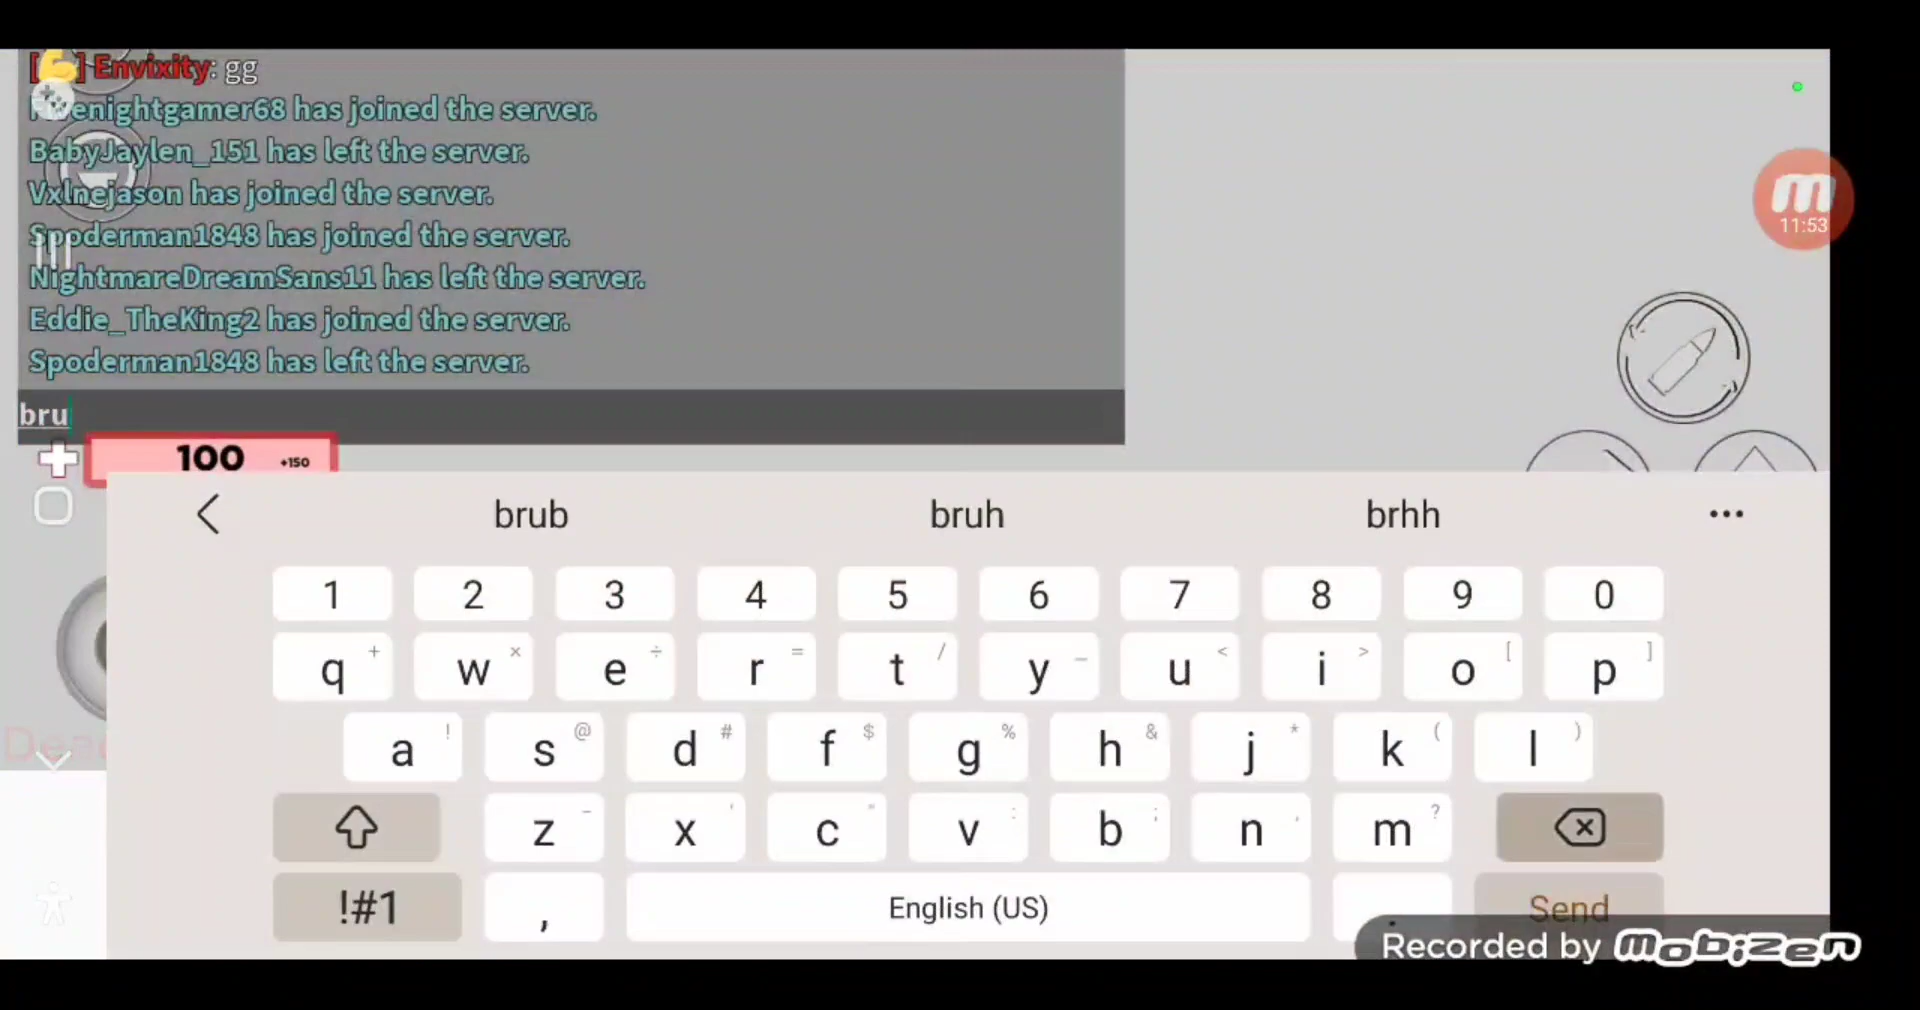 Envixity: gg
Fivenightgamer68 has joined the server.
BabyJaylen_151 has left the server.
Vxlnejason has joined the server.
Spoderman1848 has joined the server.
NightmareDreamSans11 has left the server.
Eddie_TheKing2 has joined the server.
Spoderman1848 has left the server.
11:53
bru
100 +150
brub bruh brhh ...
1 2 3 4 5 6 7 8 9 0
q + w × e ÷ r = t / y _ u < i > o [ p ]
a ! s @ d # f $ g % h & j * k ( l )
z - x ' c " v : b ; n , m ?
!#1 , English (US) . Send
Recorded by mobizen